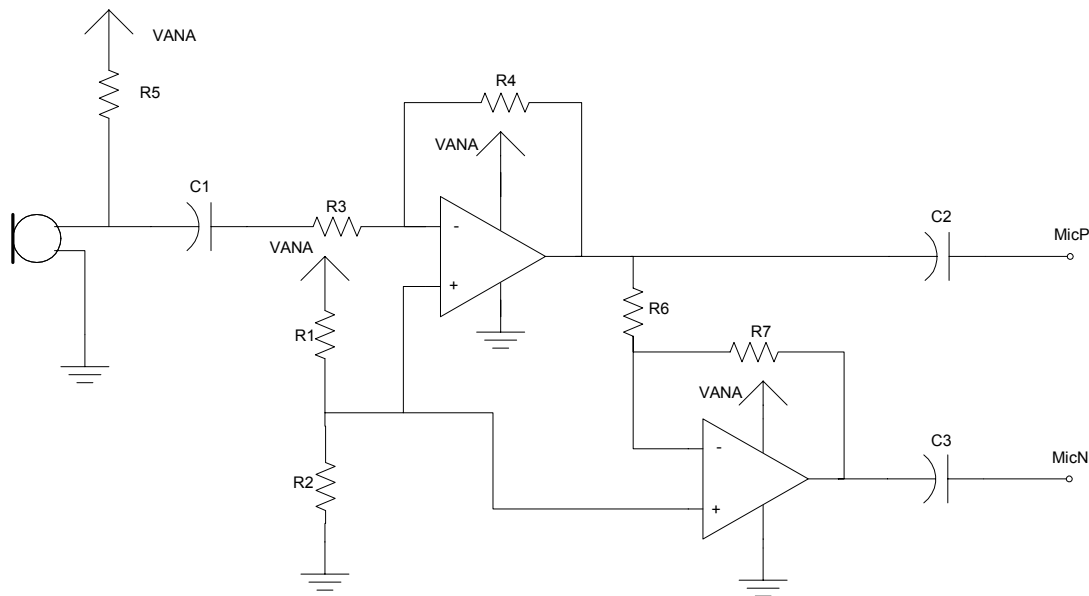 VANA
R5
R4
VANA
C1
R3
-
VANA
+
C2
MicP
R1
R6
R7
VANA
R2
-
+
C3
MicN